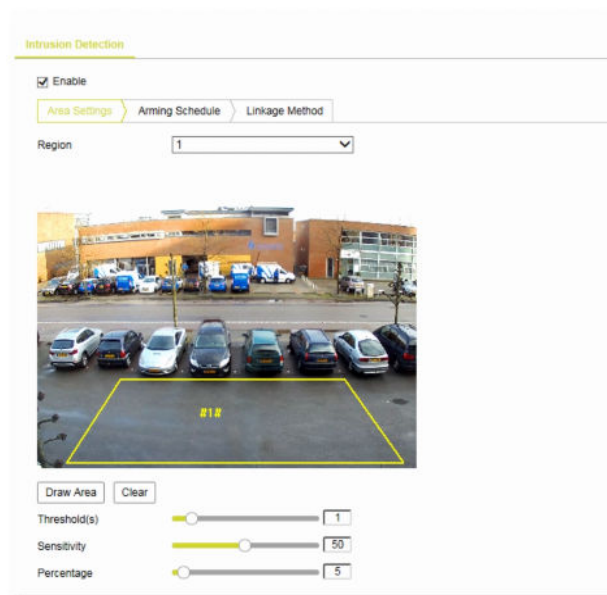 Intrusion Detection
Enable
Area Settings Arming Schedule Linkage Method
Region 1
#1#
Draw Area Clear
Threshold(s) 1
Sensitivity 50
Percentage 5